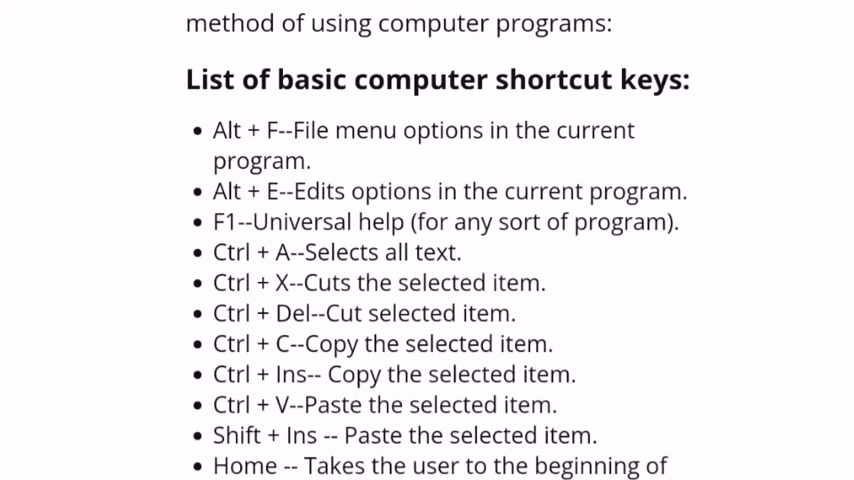 method of using computer programs:
List of basic computer shortcut keys:
• Alt + F--File menu options in the current
program.
• Alt + E--Edits options in the current program.
• F1--Universal help (for any sort of program).
• Ctrl + A--Selects all text.
• Ctrl + X--Cuts the selected item.
• Ctrl + Del--Cut selected item.
• Ctrl + C--Copy the selected item.
• Ctrl + Ins-- Copy the selected item.
• Ctrl + V--Paste the selected item.
• Shift + Ins -- Paste the selected item.
• Home -- Takes the user to the beginning of